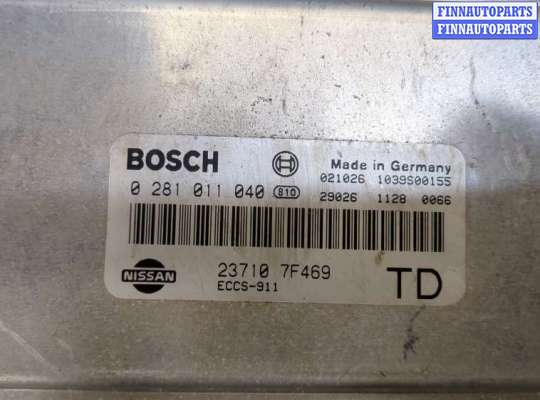 FINNAUTOPARTS
FINNAUTOPARTS
BOSCH
Made in Germany
021026 1039S00155
0 281 011 040 810
29026 1128 0066
NISSAN
23710 7F469
ECCS-911
TD